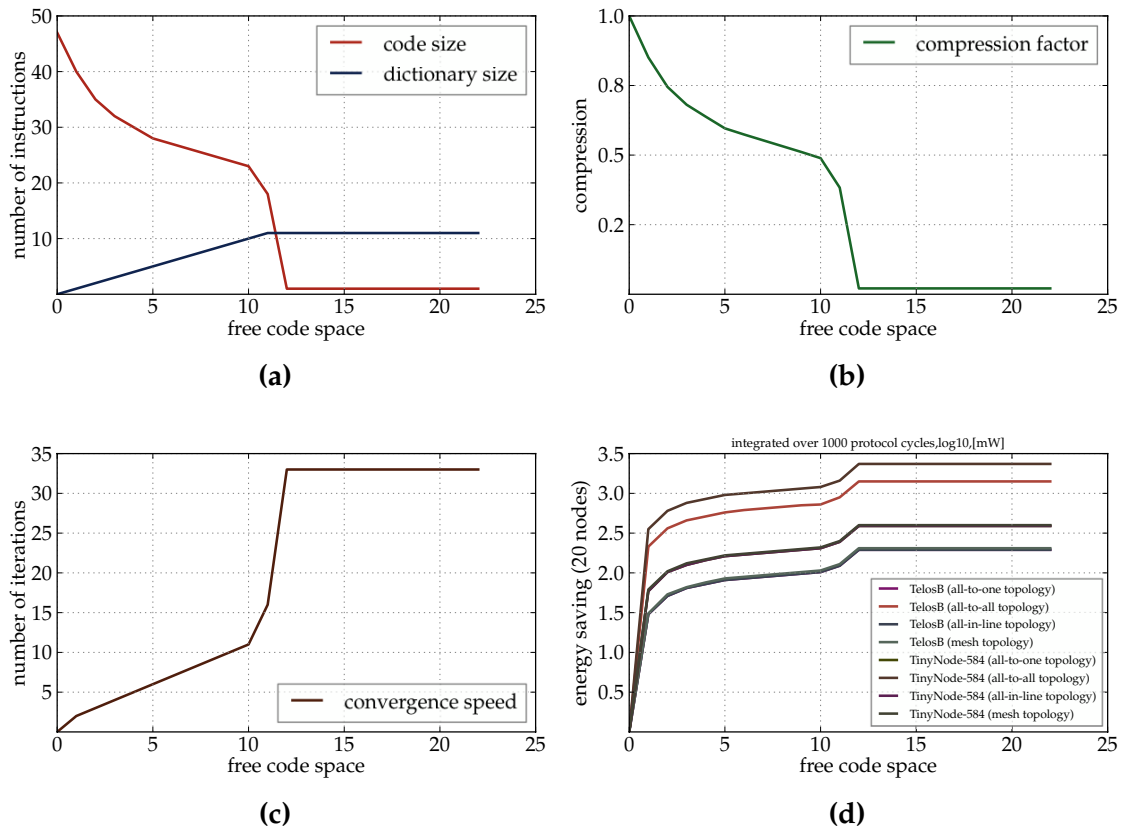 50
40
30
20
10
number of instructions
code size
dictionary size
0 5 10 15 20 25
free code space
(a)
1.0
0.8
0.5
0.2
compression
compression factor
0 5 10 15 20 25
free code space
(b)
35
30
25
20
15
10
5
number of iterations
convergence speed
0 5 10 15 20 25
free code space
(c)
integrated over 1000 protocol cycles,log10,[mW]
3.5
3.0
2.5
2.0
1.5
1.0
0.5
energy saving (20 nodes)
TelosB (all-to-one topology)
TelosB (all-to-all topology)
TelosB (all-in-line topology)
TelosB (mesh topology)
TinyNode-584 (all-to-one topology)
TinyNode-584 (all-to-all topology)
TinyNode-584 (all-in-line topology)
TinyNode-584 (mesh topology)
0 5 10 15 20 25
free code space
(d)